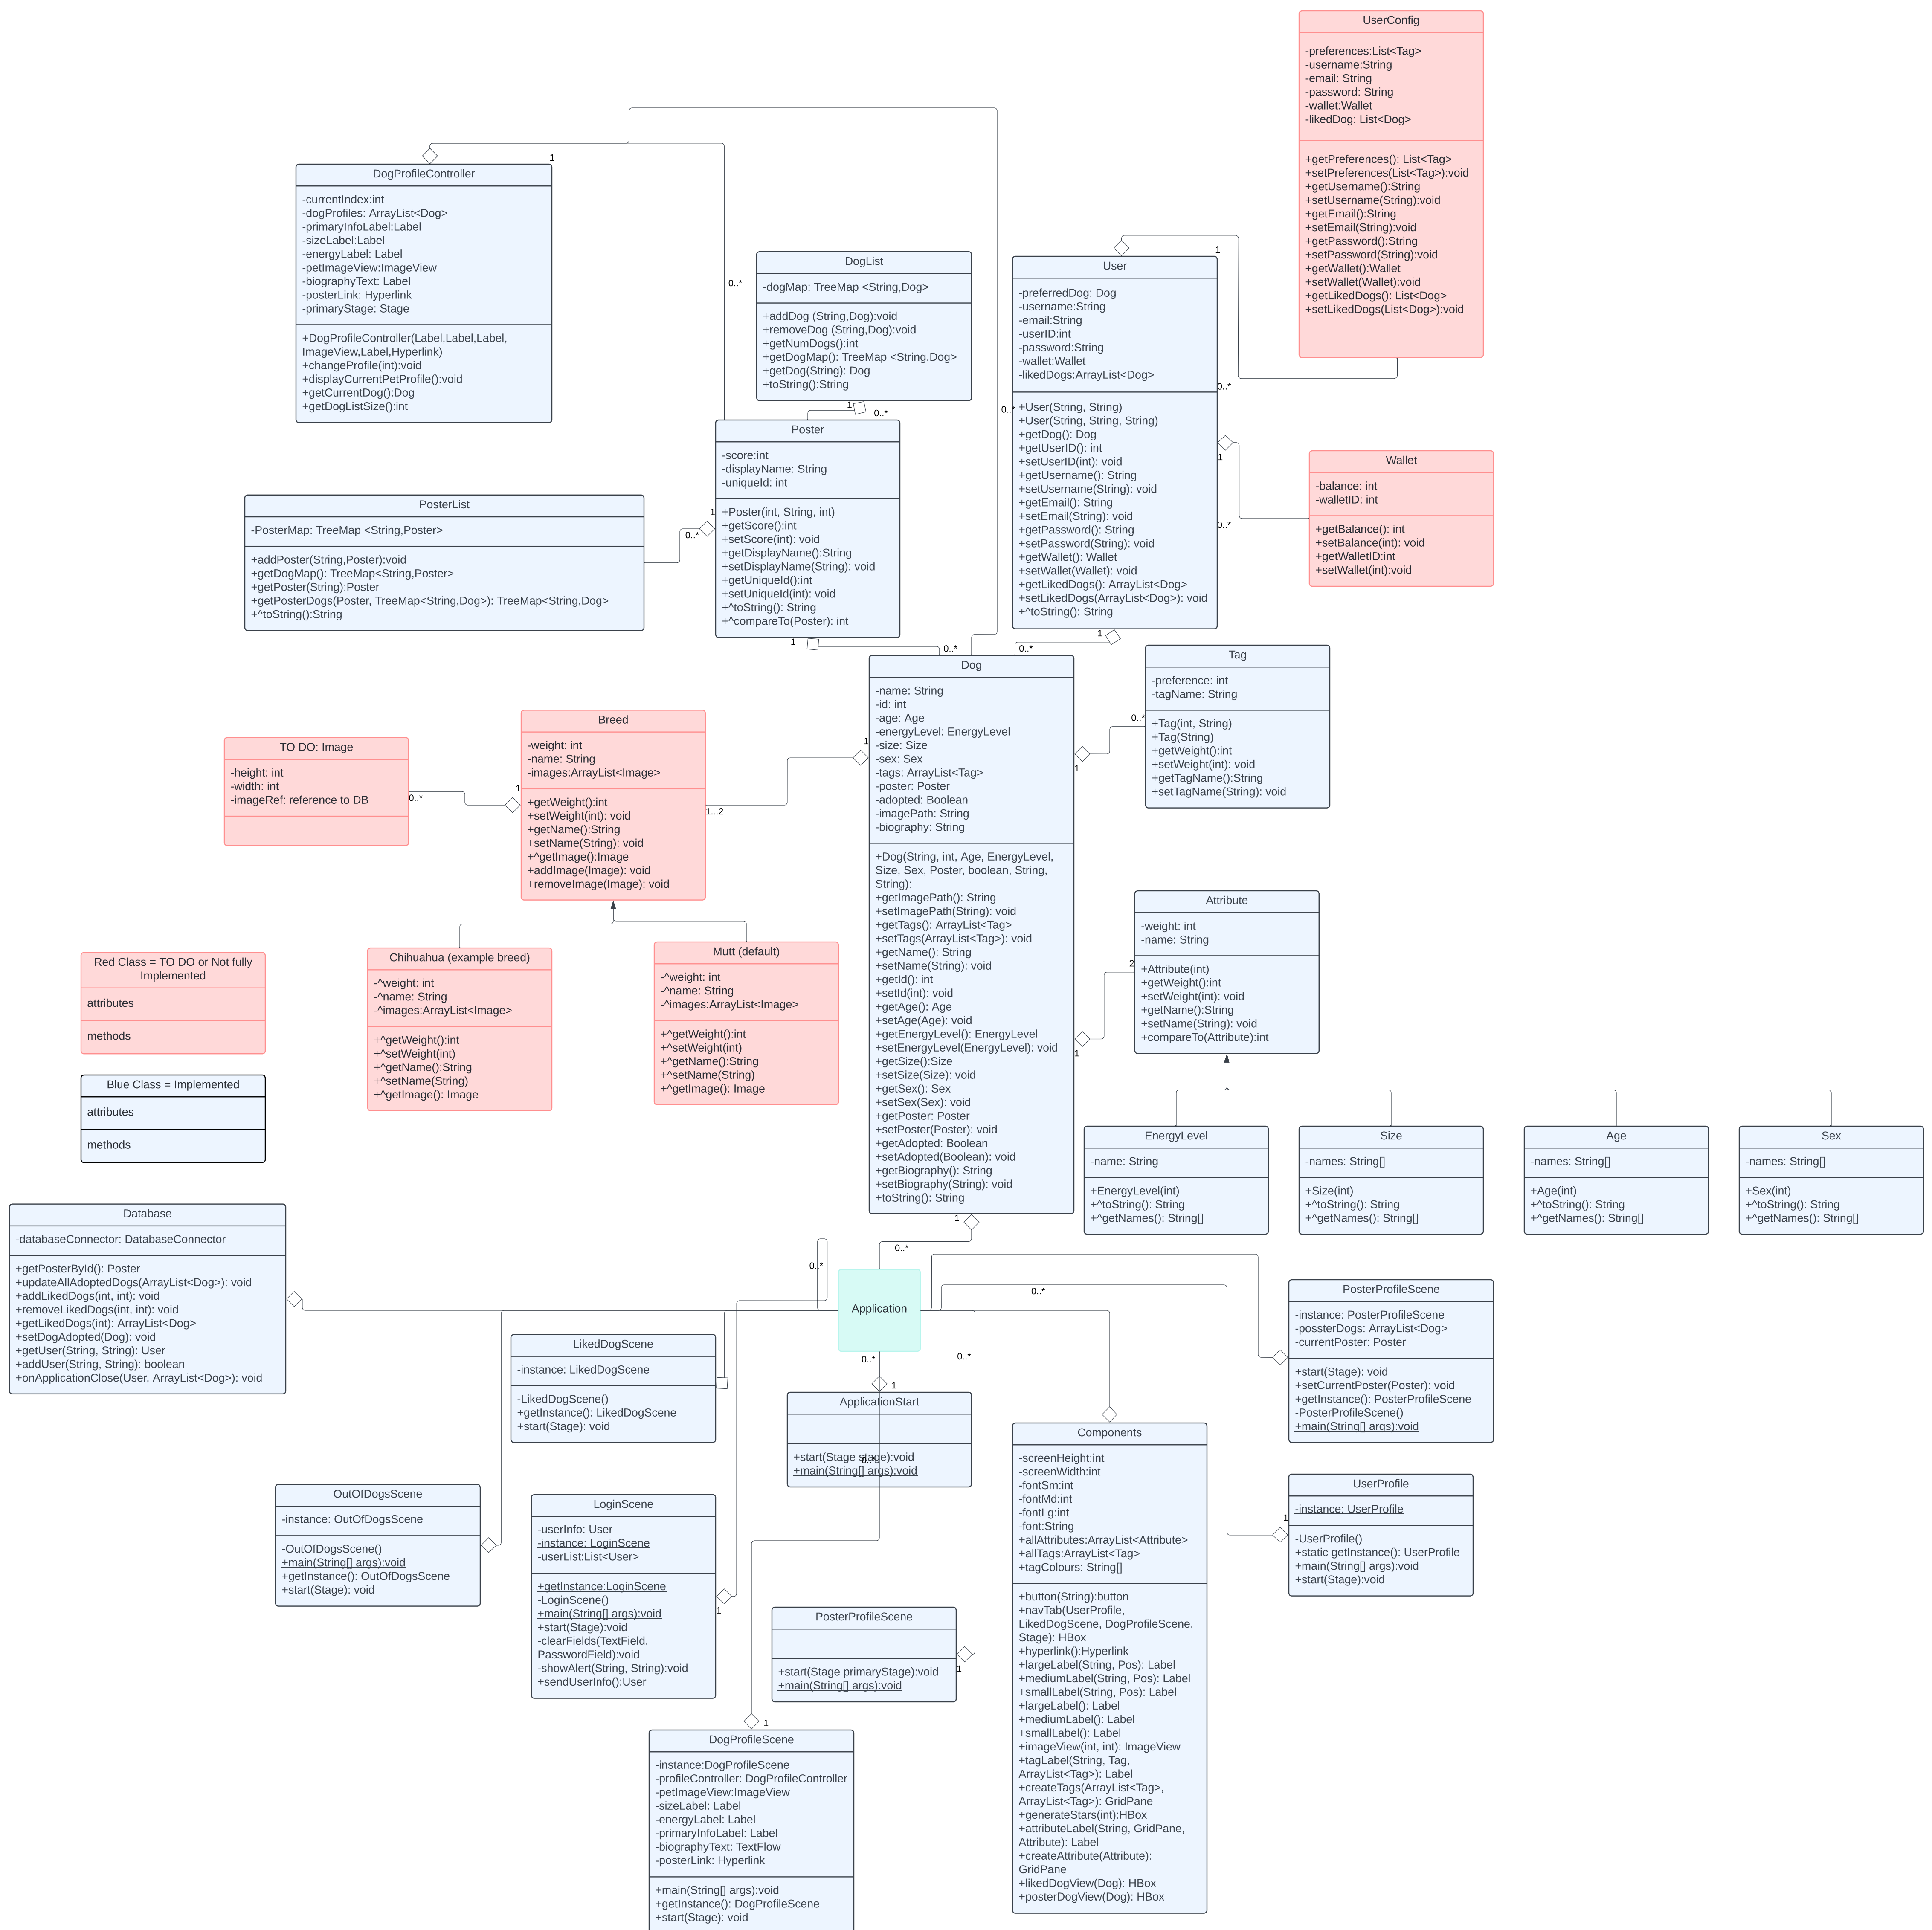 UserConfig
-preferences:List<Tag>
-username:String
-email: String
-password: String
-wallet:Wallet
-likedDog: List<Dog>
+getPreferences(): List<Tag>
+setPreferences(List<Tag>):void
+getUsername():String
+setUsername(String):void
+getEmail():String
+setEmail(String):void
+getPassword():String
+setPassword(String):void
+getWallet():Wallet
+setWallet(Wallet):void
+getLikedDogs(): List<Dog>
+setLikedDogs(List<Dog>):void
1
DogProfileController
-currentIndex:int
-dogProfiles: ArrayList<Dog>
-primaryInfoLabel:Label
-sizeLabel:Label
-energyLabel: Label
-petImageView:ImageView
-biographyText: Label
-posterLink: Hyperlink
-primaryStage: Stage
+DogProfileController(Label,Label,Label,
ImageView,Label,Hyperlink)
+changeProfile(int):void
+displayCurrentPetProfile():void
+getCurrentDog():Dog
+getDogListSize():int
0..*
DogList
-dogMap: TreeMap <String,Dog>
+addDog (String,Dog):void
+removeDog (String,Dog):void
+getNumDogs():int
+getDogMap(): TreeMap <String,Dog>
+getDog(String): Dog
+toString():String
1
0..*
0..*
1
User
-preferredDog: Dog
-username:String
-email:String
-userID:int
-password:String
-wallet:Wallet
-likedDogs:ArrayList<Dog>
+User(String, String)
+User(String, String, String)
+getDog(): Dog
+getUserID(): int
+setUserID(int): void
+getUsername(): String
+setUsername(String): void
+getEmail(): String
+setEmail(String): void
+getPassword(): String
+setPassword(String): void
+getWallet(): Wallet
+setWallet(Wallet): void
+getLikedDogs(): ArrayList<Dog>
+setLikedDogs(ArrayList<Dog>): void
+^toString(): String
0..*
1
0..*
Wallet
-balance: int
-walletID: int
+getBalance(): int
+setBalance(int): void
+getWalletID:int
+setWallet(int):void
Poster
-score:int
-displayName: String
-uniqueId: int
+Poster(int, String, int)
+getScore():int
+setScore(int): void
+getDisplayName():String
+setDisplayName(String): void
+getUniqueId():int
+setUniqueId(int): void
+^toString(): String
+^compareTo(Poster): int
PosterList
-PosterMap: TreeMap <String,Poster>
+addPoster(String,Poster):void
+getDogMap(): TreeMap<String,Poster>
+getPoster(String):Poster
+getPosterDogs(Poster, TreeMap<String,Dog>): TreeMap<String,Dog>
+^toString():String
1
0..*
1
0..*
1
0..*
Dog
-name: String
-id: int
-age: Age
-energyLevel: EnergyLevel
-size: Size
-sex: Sex
-tags: ArrayList<Tag>
-poster: Poster
-adopted: Boolean
-imagePath: String
-biography: String
+Dog(String, int, Age, EnergyLevel,
Size, Sex, Poster, boolean, String,
String):
+getImagePath(): String
+setImagePath(String): void
+getTags(): ArrayList<Tag>
+setTags(ArrayList<Tag>): void
+getName(): String
+setName(String): void
+getId(): int
+setId(int): void
+getAge(): Age
+setAge(Age): void
+getEnergyLevel(): EnergyLevel
+setEnergyLevel(EnergyLevel): void
+getSize():Size
+setSize(Size): void
+getSex(): Sex
+setSex(Sex): void
+getPoster: Poster
+setPoster(Poster): void
+getAdopted: Boolean
+setAdopted(Boolean): void
+getBiography(): String
+setBiography(String): void
+toString(): String
Tag
-preference: int
-tagName: String
+Tag(int, String)
+Tag(String)
+getWeight():int
+setWeight(int): void
+getTagName():String
+setTagName(String): void
0..*
1
TO DO: Image
-height: int
-width: int
-imageRef: reference to DB
0..*
1
Breed
-weight: int
-name: String
-images:ArrayList<Image>
+getWeight():int
+setWeight(int): void
+getName():String
+setName(String): void
+^getImage():Image
+addImage(Image): void
+removeImage(Image): void
1
1...2
Attribute
-weight: int
-name: String
+Attribute(int)
+getWeight():int
+setWeight(int): void
+getName():String
+setName(String): void
+compareTo(Attribute):int
2
1
Red Class = TO DO or Not fully
Implemented
attributes
methods
Chihuahua (example breed)
-^weight: int
-^name: String
-^images:ArrayList<Image>
+^getWeight():int
+^setWeight(int)
+^getName():String
+^setName(String)
+^getImage(): Image
Mutt (default)
-^weight: int
-^name: String
-^images:ArrayList<Image>
+^getWeight():int
+^setWeight(int)
+^getName():String
+^setName(String)
+^getImage(): Image
Blue Class = Implemented
attributes
methods
EnergyLevel
-name: String
+EnergyLevel(int)
+^toString(): String
+^getNames(): String[]
Size
-names: String[]
+Size(int)
+^toString(): String
+^getNames(): String[]
Age
-names: String[]
+Age(int)
+^toString(): String
+^getNames(): String[]
Sex
-names: String[]
+Sex(int)
+^toString(): String
+^getNames(): String[]
Database
-databaseConnector: DatabaseConnector
+getPosterById(): Poster
+updateAllAdoptedDogs(ArrayList<Dog>): void
+addLikedDogs(int, int): void
+removeLikedDogs(int, int): void
+getLikedDogs(int): ArrayList<Dog>
+setDogAdopted(Dog): void
+getUser(String, String): User
+addUser(String, String): boolean
+onApplicationClose(User, ArrayList<Dog>): void
1
0..*
0..*
Application
0..*
0..*
0..*
PosterProfileScene
-instance: PosterProfileScene
-possterDogs: ArrayList<Dog>
-currentPoster: Poster
+start(Stage): void
+setCurrentPoster(Poster): void
+getInstance(): PosterProfileScene
-PosterProfileScene()
+main(String[] args):void
LikedDogScene
-instance: LikedDogScene
-LikedDogScene()
+getInstance(): LikedDogScene
+start(Stage): void
1
ApplicationStart
+start(Stage stage):void
0..*
+main(String[] args):void
Components
-screenHeight:int
-screenWidth:int
-fontSm:int
-fontMd:int
-fontLg:int
-font:String
+allAttributes:ArrayList<Attribute>
+allTags:ArrayList<Tag>
+tagColours: String[]
+button(String):button
+navTab(UserProfile,
LikedDogScene, DogProfileScene,
Stage): HBox
+hyperlink():Hyperlink
+largeLabel(String, Pos): Label
+mediumLabel(String, Pos): Label
+smallLabel(String, Pos): Label
+largeLabel(): Label
+mediumLabel(): Label
+smallLabel(): Label
+imageView(int, int): ImageView
+tagLabel(String, Tag,
ArrayList<Tag>): Label
+createTags(ArrayList<Tag>,
ArrayList<Tag>): GridPane
+generateStars(int):HBox
+attributeLabel(String, GridPane,
Attribute): Label
+createAttribute(Attribute):
GridPane
+likedDogView(Dog): HBox
+posterDogView(Dog): HBox
1
UserProfile
-instance: UserProfile
-UserProfile()
+static getInstance(): UserProfile
+main(String[] args):void
+start(Stage):void
OutOfDogsScene
-instance: OutOfDogsScene
-OutOfDogsScene()
+main(String[] args):void
+getInstance(): OutOfDogsScene
+start(Stage): void
LoginScene
-userInfo: User
-instance: LoginScene
-userList:List<User>
+getInstance:LoginScene
-LoginScene()
+main(String[] args):void
+start(Stage):void
-clearFields(TextField,
PasswordField):void
-showAlert(String, String):void
+sendUserInfo():User
1
PosterProfileScene
+start(Stage primaryStage):void
+main(String[] args):void
1
1
DogProfileScene
-instance:DogProfileScene
-profileController: DogProfileController
-petImageView:ImageView
-sizeLabel: Label
-energyLabel: Label
-primaryInfoLabel: Label
-biographyText: TextFlow
-posterLink: Hyperlink
+main(String[] args):void
+getInstance(): DogProfileScene
+start(Stage): void